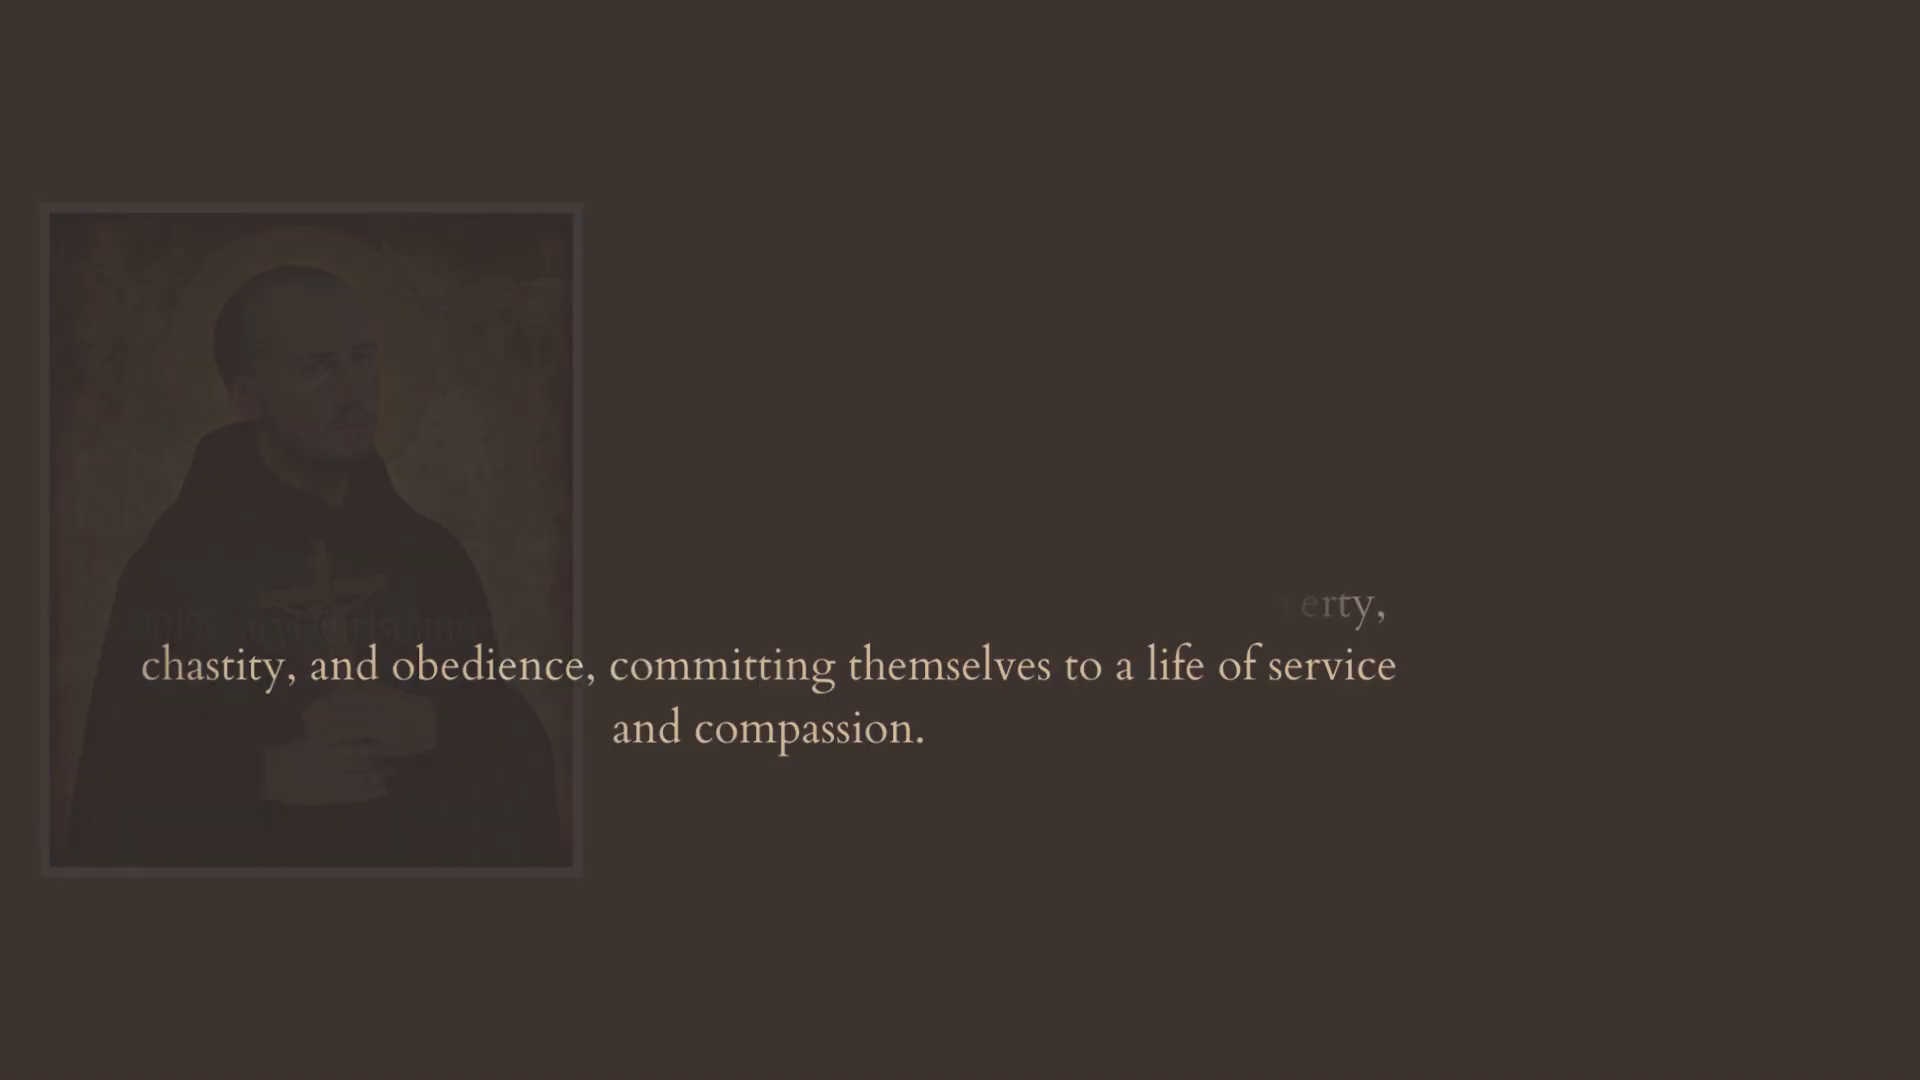 erty,
chastity, and obedience, committing themselves to a life of service
and compassion.